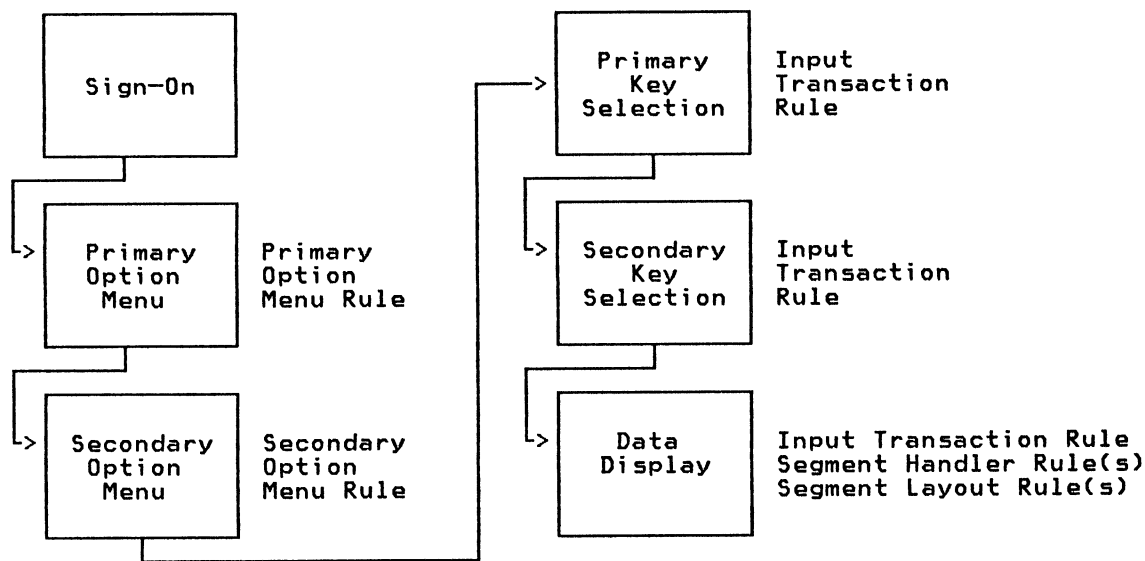 Sign-On
Primary
Option
Menu
Primary
Option
Menu Rule
Secondary
Option
Menu
Secondary
Option
Menu Rule
Primary
Key
Selection
Input
Transaction
Rule
Secondary
Key
Selection
Input
Transaction
Rule
Data
Display
Input Transaction Rule
Segment Handler Rule(s)
Segment Layout Rule(s)